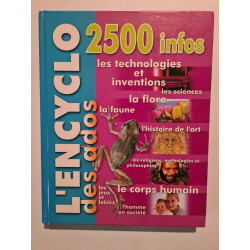 L'ENCYCLO
des ados
2500 infos
les technologies
et
inventions
les sciences
la flore
la faune
l'histoire de l'art
les religions, mythologies et
philosophies
le corps humain
les
jeux
loisirs
l'homme
en société